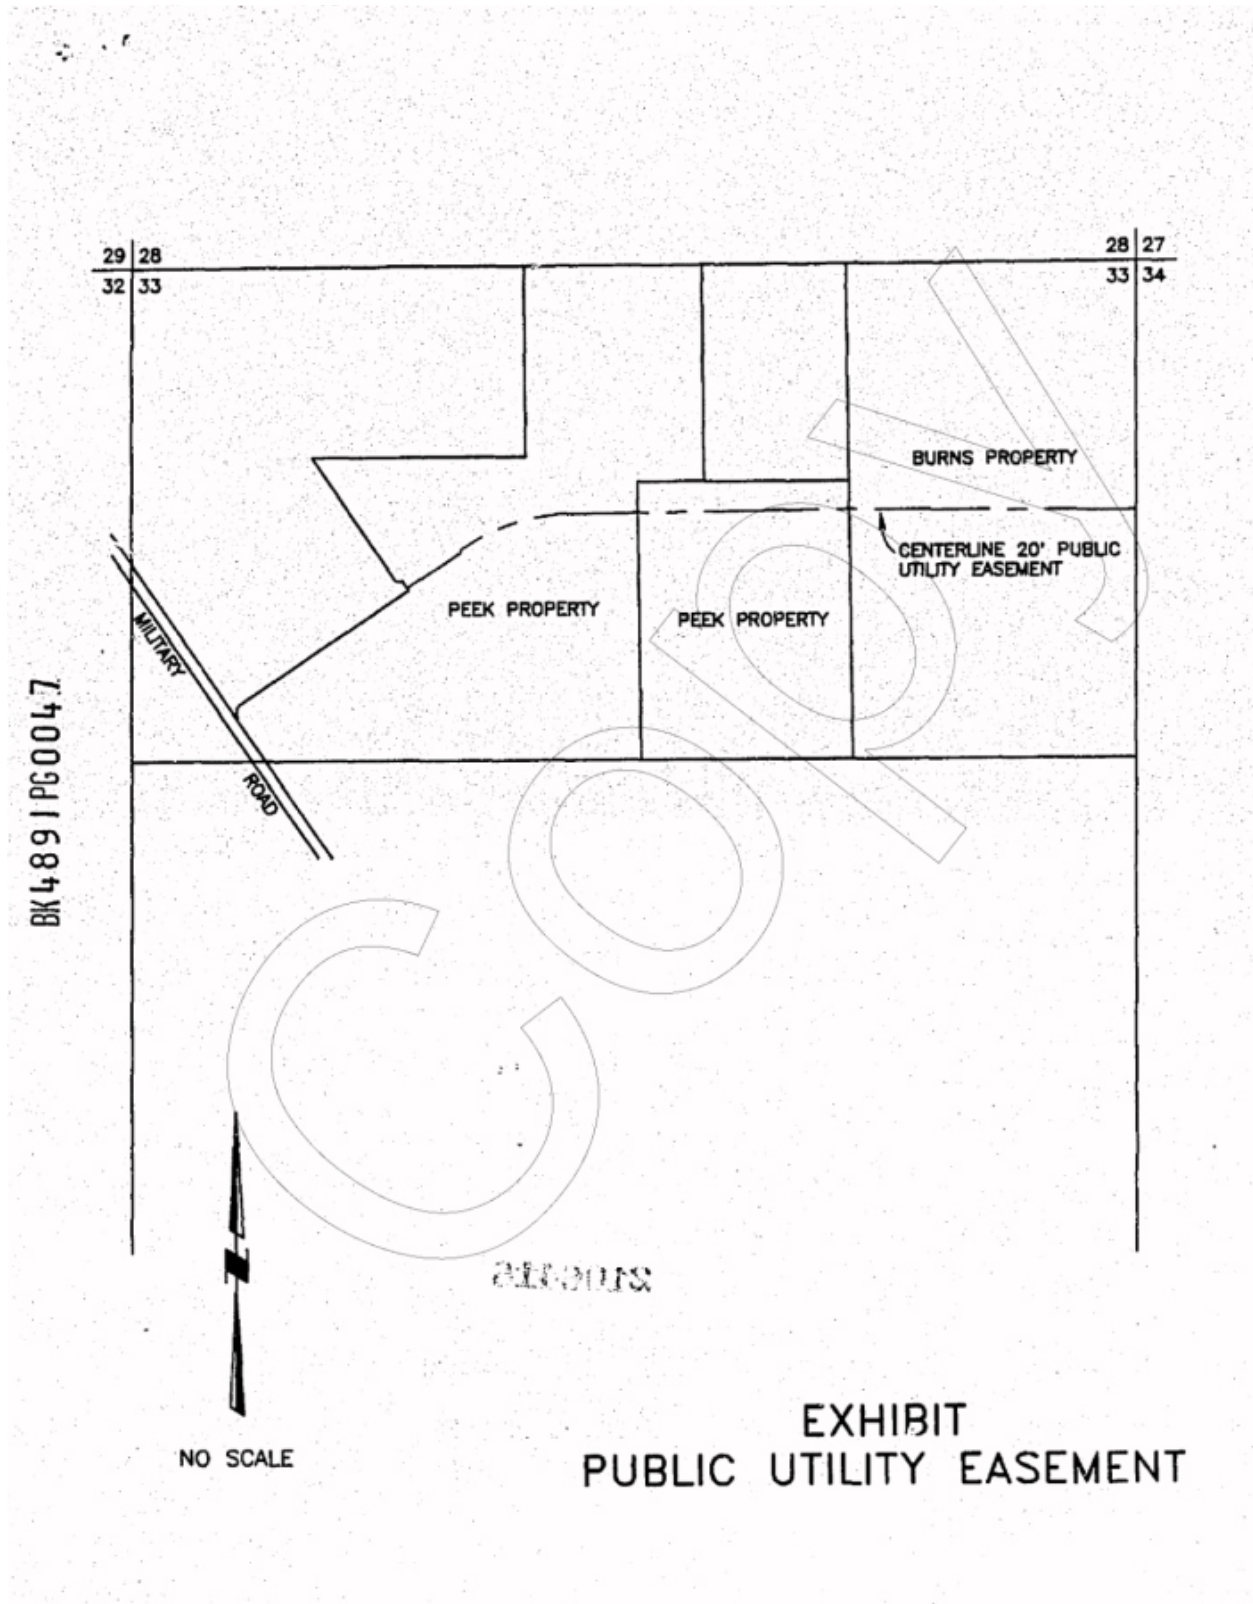 29 28
28 27
32 33
33 34
BURNS PROPERTY
CENTERLINE 20' PUBLIC
UTILITY EASEMENT
PEEK PROPERTY
PEEK PROPERTY
MILITARY
ROAD
BK4891PG0047
Copy
NO SCALE
EXHIBIT
PUBLIC UTILITY EASEMENT